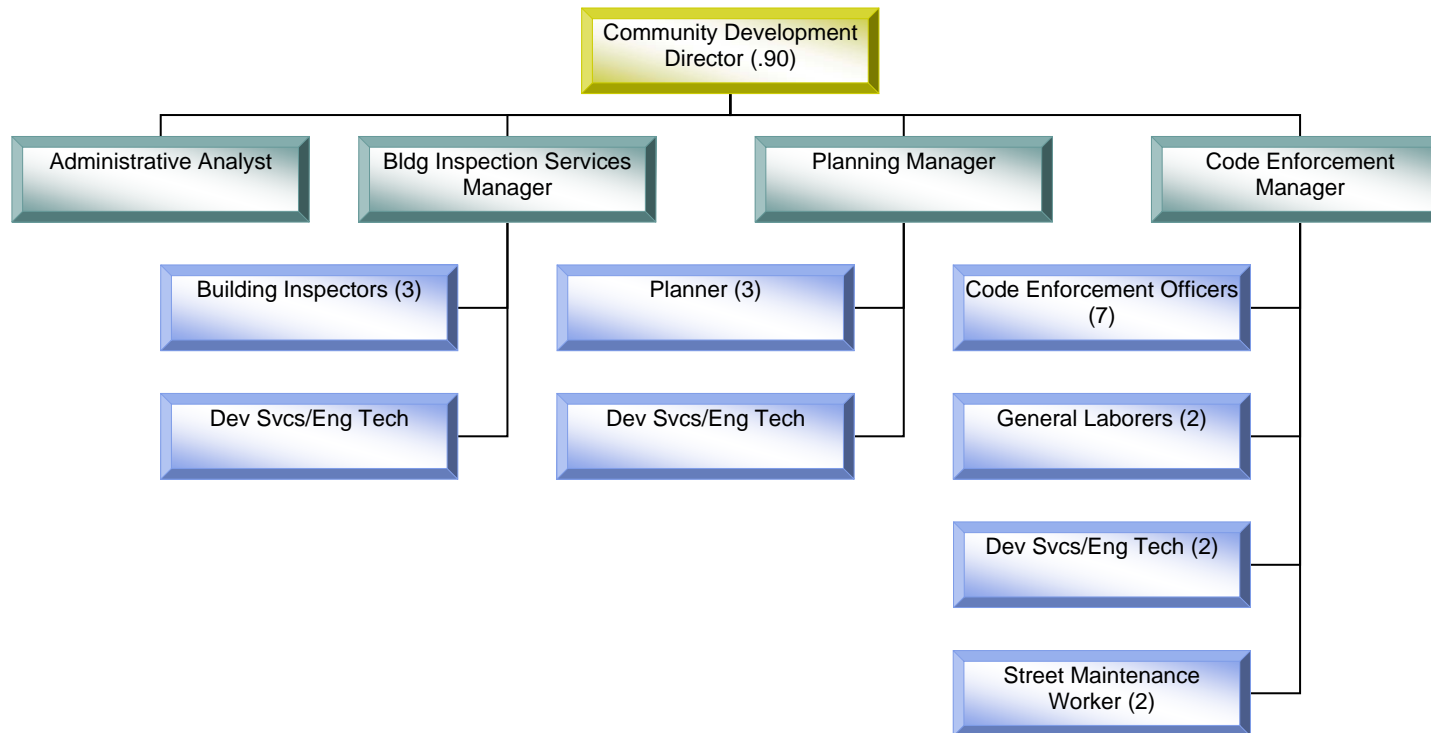 Community Development
Director (.90)
Administrative Analyst
Bldg Inspection Services
Manager
Planning Manager
Code Enforcement
Manager
Building Inspectors (3)
Planner (3)
Code Enforcement Officers
(7)
Dev Svcs/Eng Tech
Dev Svcs/Eng Tech
General Laborers (2)
Dev Svcs/Eng Tech (2)
Street Maintenance
Worker (2)